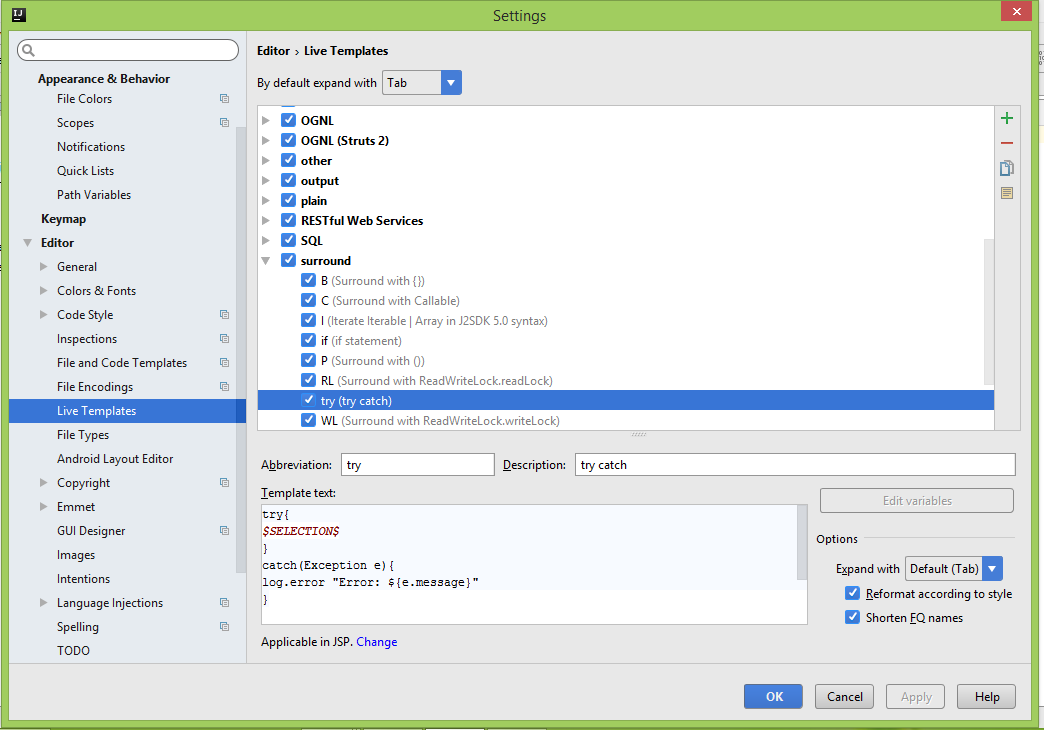 IJ
Settings
Appearance & Behavior
File Colors
Scopes
Notifications
Quick Lists
Path Variables
Keymap
Editor
General
Colors & Fonts
Code Style
Inspections
File and Code Templates
File Encodings
Live Templates
File Types
Android Layout Editor
Copyright
Emmet
GUI Designer
Images
Intentions
Language Injections
Spelling
TODO
Editor › Live Templates
By default expand with Tab
OGNL
OGNL (Struts 2)
other
output
plain
RESTful Web Services
SQL
surround
B (Surround with {})
C (Surround with Callable)
I (Iterate Iterable | Array in J2SDK 5.0 syntax)
if (if statement)
P (Surround with ())
RL (Surround with ReadWriteLock.readLock)
try (try catch)
WL (Surround with ReadWriteLock.writeLock)
Abbreviation: try Description: try catch
Template text:
try{
$SELECTION$
}
catch(Exception e){
log.error "Error: ${e.message}"
}
Edit variables
Options
Expand with Default (Tab)
Reformat according to style
Shorten FQ names
Applicable in JSP. Change
OK Cancel Apply Help